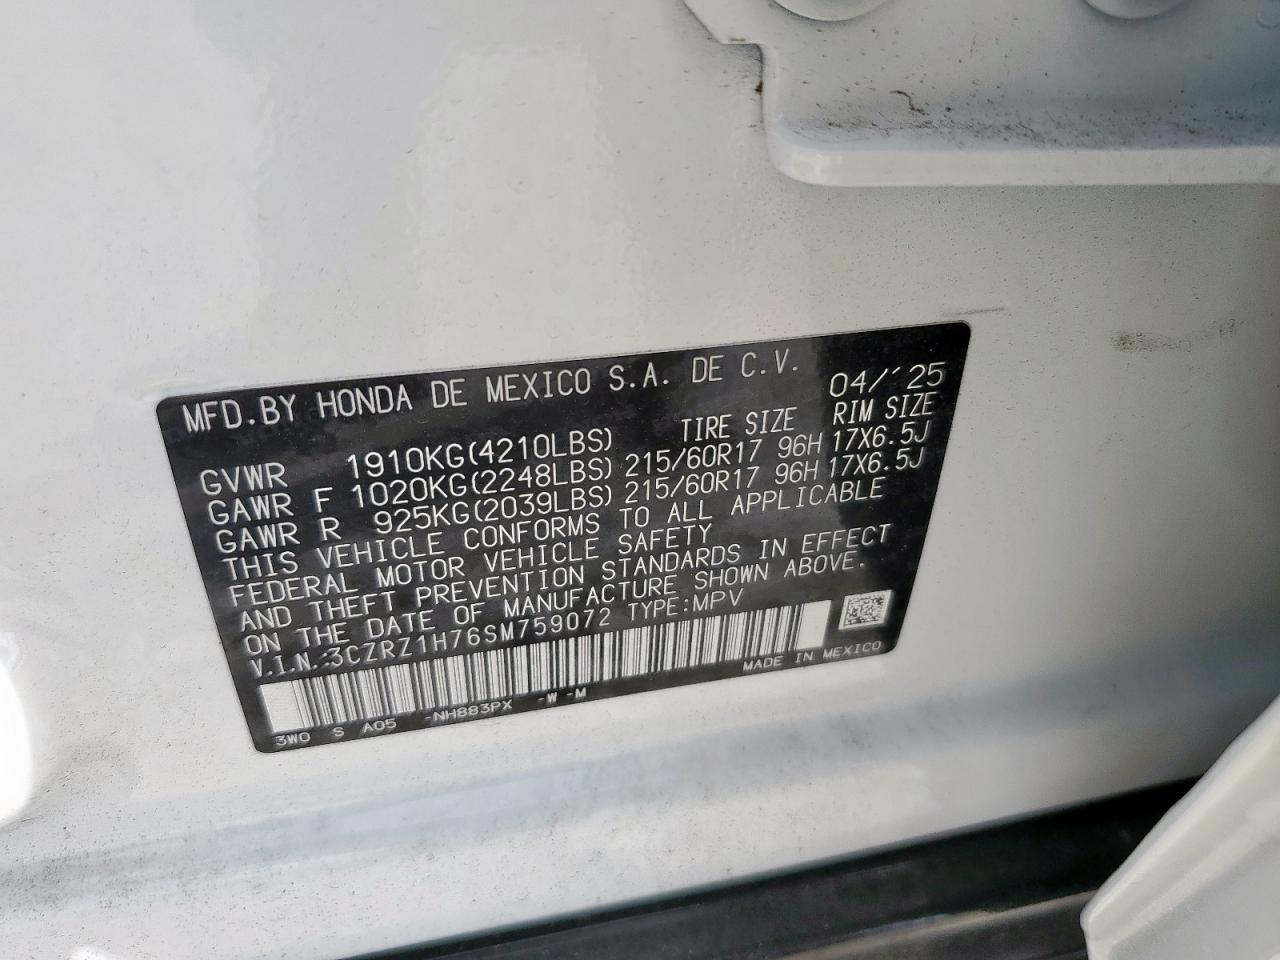 MFD.BY HONDA DE MEXICO S.A. DE C.V. 04/'25
TIRE SIZE RIM SIZE
GVWR 1910KG(4210LBS)
GAWR F 1020KG(2248LBS) 215/60R17 96H 17X6.5J
GAWR R 925KG(2039LBS) 215/60R17 96H 17X6.5J
THIS VEHICLE CONFORMS TO ALL APPLICABLE
FEDERAL MOTOR VEHICLE SAFETY
AND THEFT PREVENTION STANDARDS IN EFFECT
ON THE DATE OF MANUFACTURE SHOWN ABOVE.
V.I.N.:3CZRZ1H76SM759072 TYPE:MPV
MADE IN MEXICO
3W0 S A05 -NH883PX -W -M